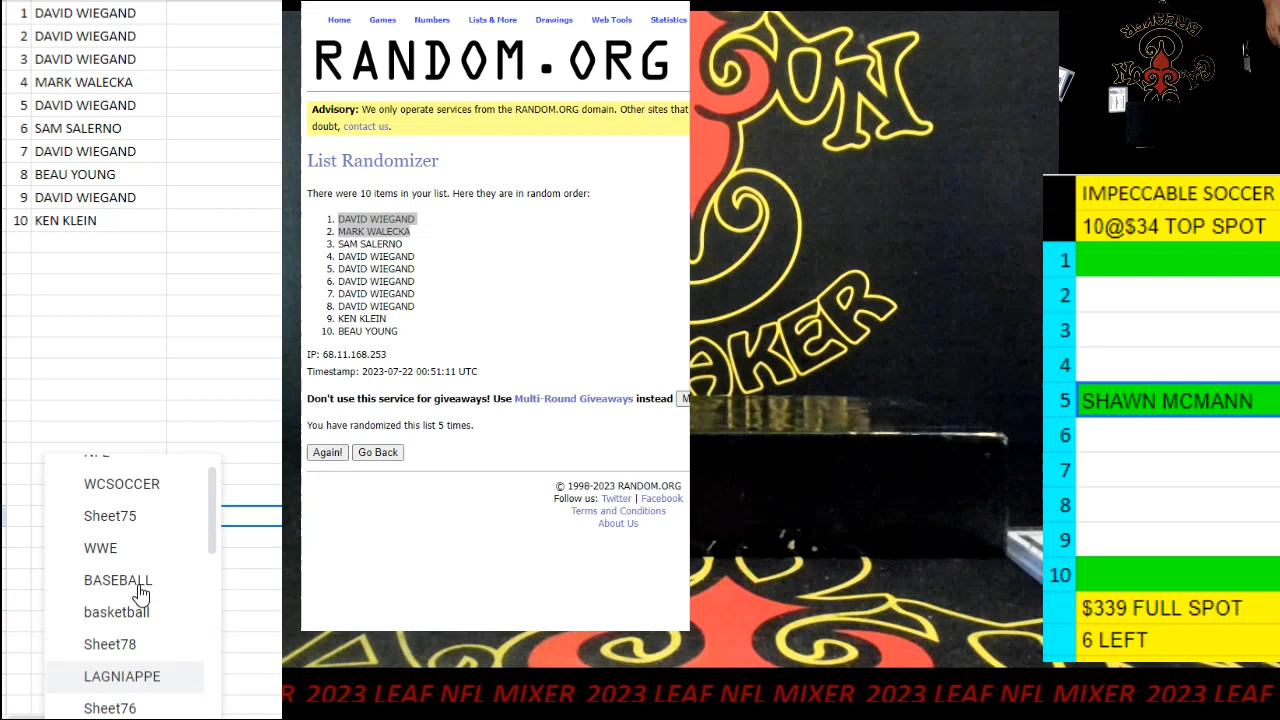 1 DAVID WIEGAND
2 DAVID WIEGAND
3 DAVID WIEGAND
4 MARK WALECKA
5 DAVID WIEGAND
6 SAM SALERNO
7 DAVID WIEGAND
8 BEAU YOUNG
9 DAVID WIEGAND
10 KEN KLEIN
WCSOCCER
Sheet75
WWE
BASEBALL
basketball
Sheet78
LAGNIAPPE
Sheet76
Home Games Numbers Lists & More Drawings Web Tools Statistics
RANDOM.ORG
Advisory: We only operate services from the RANDOM.ORG domain. Other sites that
doubt, contact us.
List Randomizer
There were 10 items in your list. Here they are in random order:
1. DAVID WIEGAND
2. MARK WALECKA
3. SAM SALERNO
4. DAVID WIEGAND
5. DAVID WIEGAND
6. DAVID WIEGAND
7. DAVID WIEGAND
8. DAVID WIEGAND
9. KEN KLEIN
10. BEAU YOUNG
IP: 68.11.168.253
Timestamp: 2023-07-22 00:51:11 UTC
Don't use this service for giveaways! Use Multi-Round Giveaways instead
You have randomized this list 5 times.
Again! Go Back
© 1998-2023 RANDOM.ORG
Follow us: Twitter | Facebook
Terms and Conditions
About Us
IMPECCABLE SOCCER
10@$34 TOP SPOT
1
2
3
4
5 SHAWN MCMANN
6
7
8
9
10
$339 FULL SPOT
6 LEFT
2023 LEAF NFL MIXER 2023 LEAF NFL MIXER 2023 LEAF NFL MIXER 2023 LEAF NF